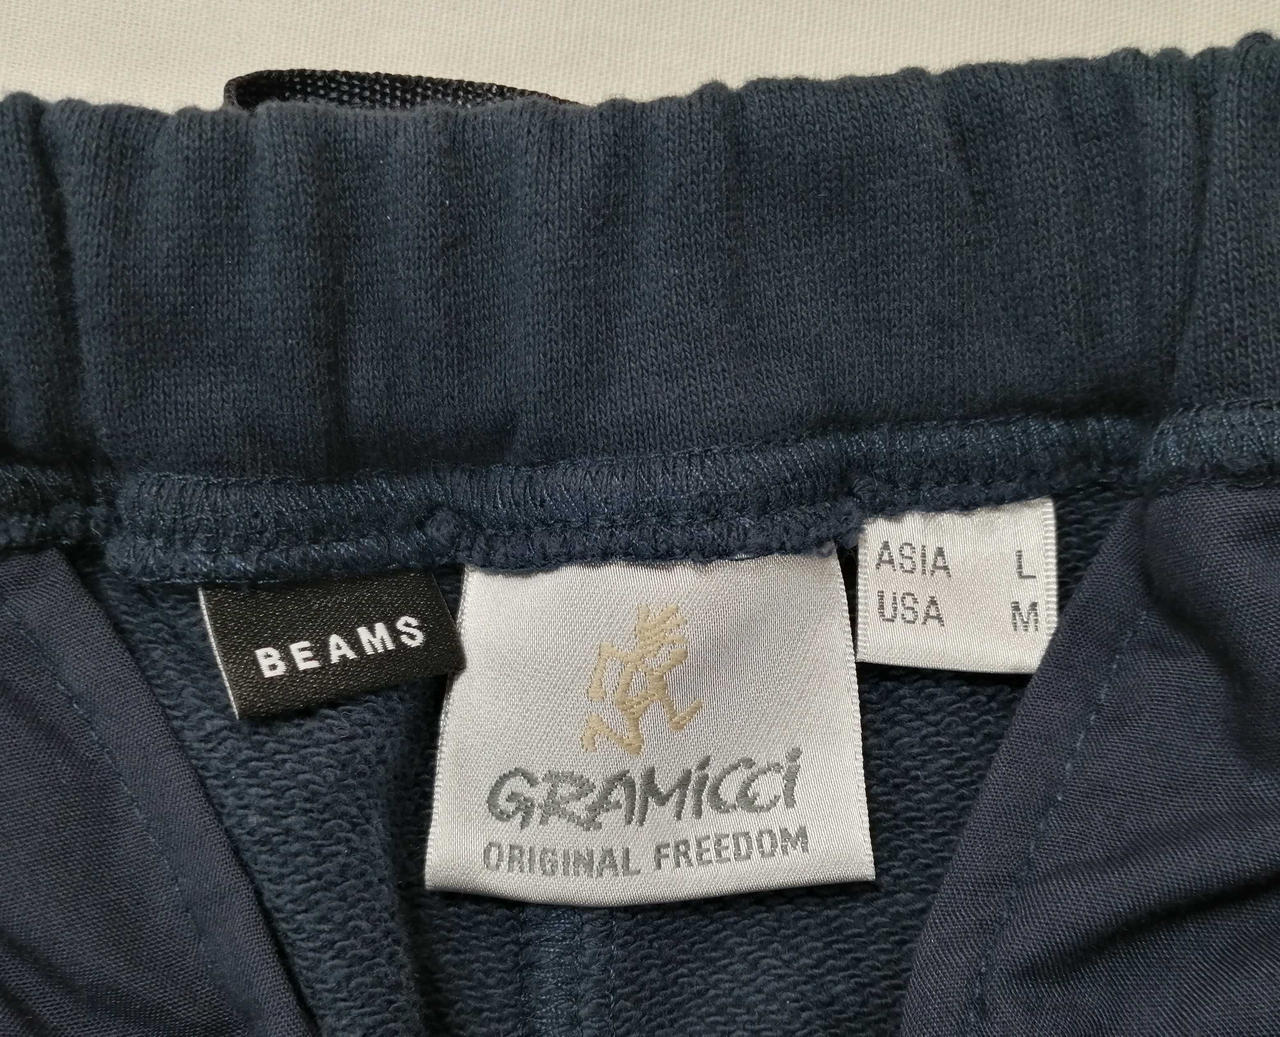 BEAMS
GRAMiCCi
ORIGINAL FREEDOM
ASIA L
USA M